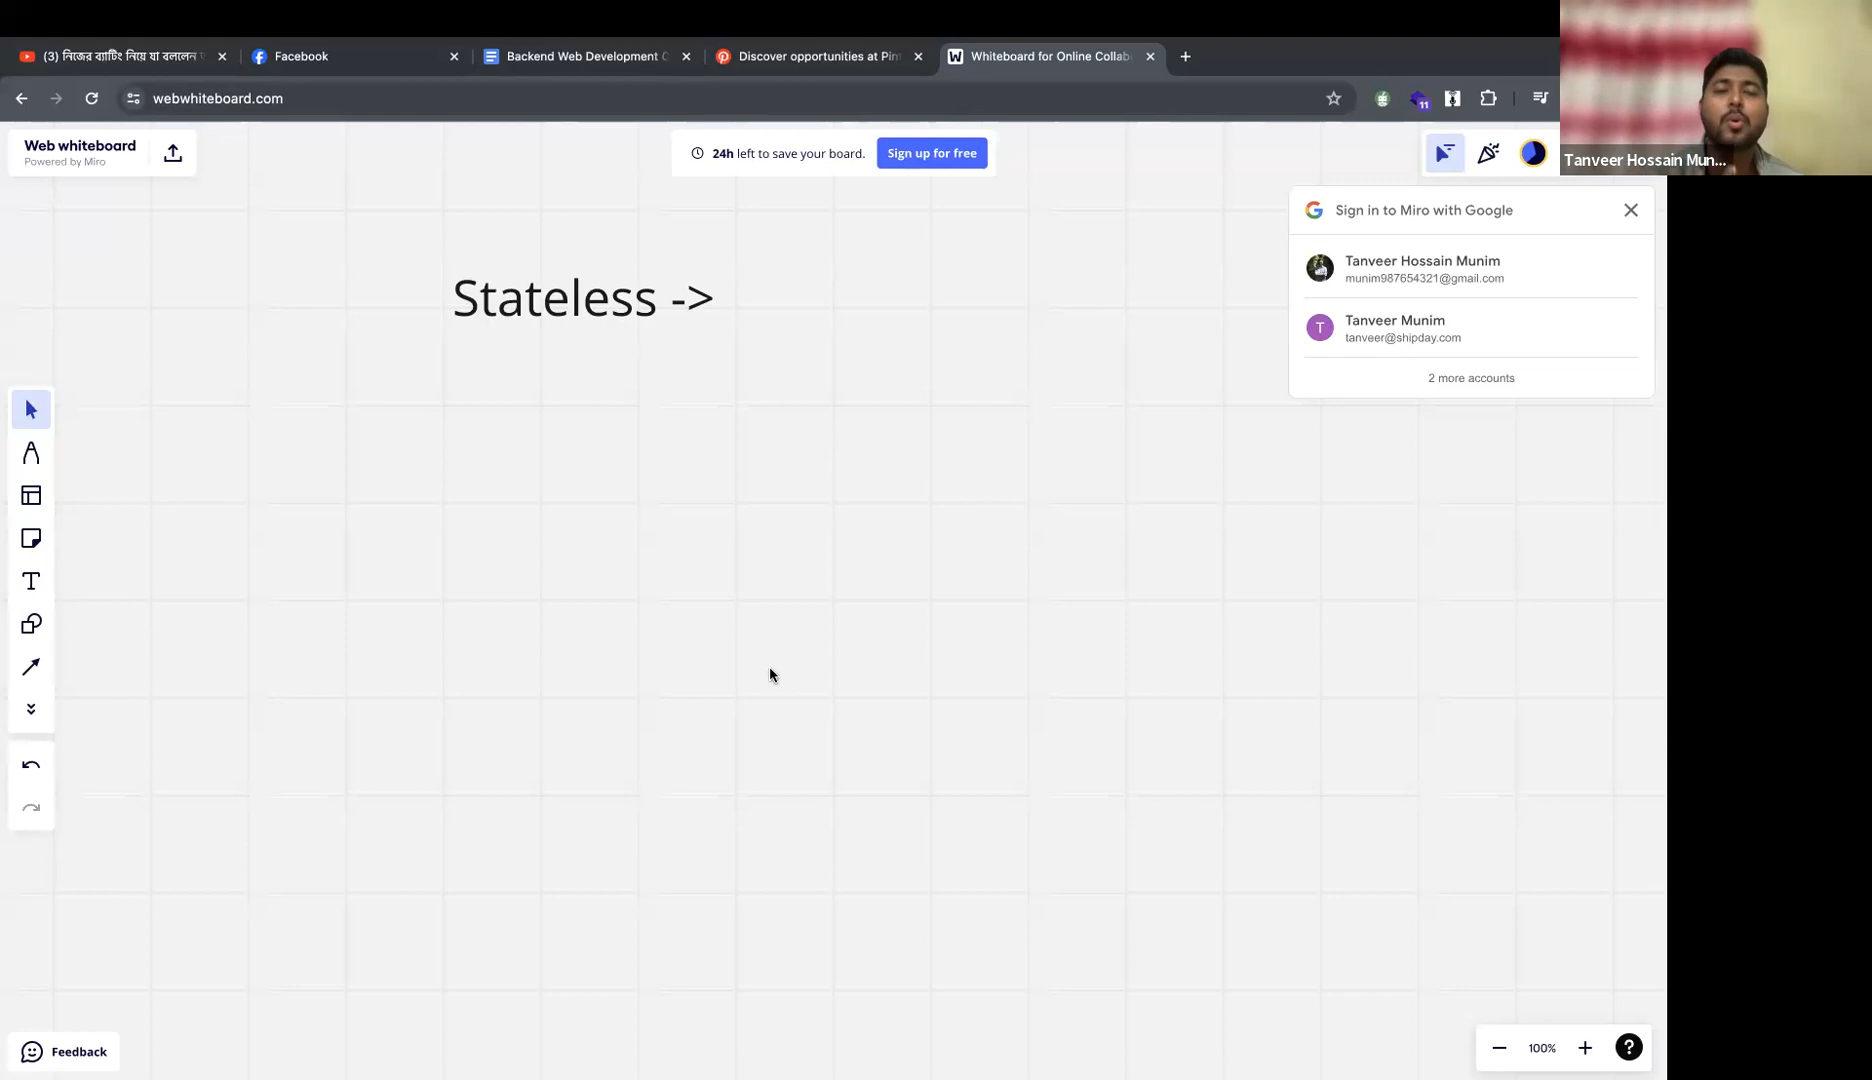 (3) নিজের ব্যাটিং নিয়ে যা বললেন
Facebook
Backend Web Development C
Discover opportunities at Pint
Whiteboard for Online Collab
webwhiteboard.com
11
Web whiteboard
Powered by Miro
24h left to save your board.
Sign up for free
Tanveer Hossain Mun...
Sign in to Miro with Google
Tanveer Hossain Munim
munim987654321@gmail.com
T
Tanveer Munim
tanveer@shipday.com
2 more accounts
Stateless ->
Feedback
100%